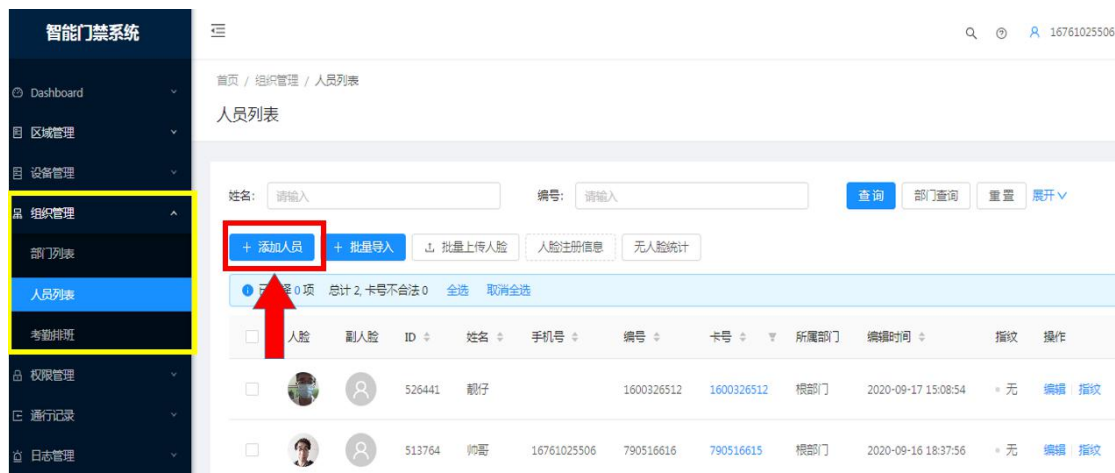 智能门禁系统
16761025506
Dashboard
区域管理
设备管理
组织管理
部门列表
人员列表
考勤排班
权限管理
通行记录
日志管理
首页 / 组织管理 / 人员列表
人员列表
姓名: 请输入 编号: 请输入 查询 部门查询 重置 展开
+ 添加人员 + 批量导入 批量上传人脸 人脸注册信息 无人脸统计
已 择 0 项 总计 2, 卡号不合法 0 全选 取消全选
人脸 副人脸 ID 姓名 手机号 编号 卡号 所属部门 编辑时间 指纹 操作
526441 靓仔 1600326512 1600326512 根部门 2020-09-17 15:08:54 无 编辑 指纹
513764 帅哥 16761025506 790516616 790516615 根部门 2020-09-16 18:37:56 无 编辑 指纹